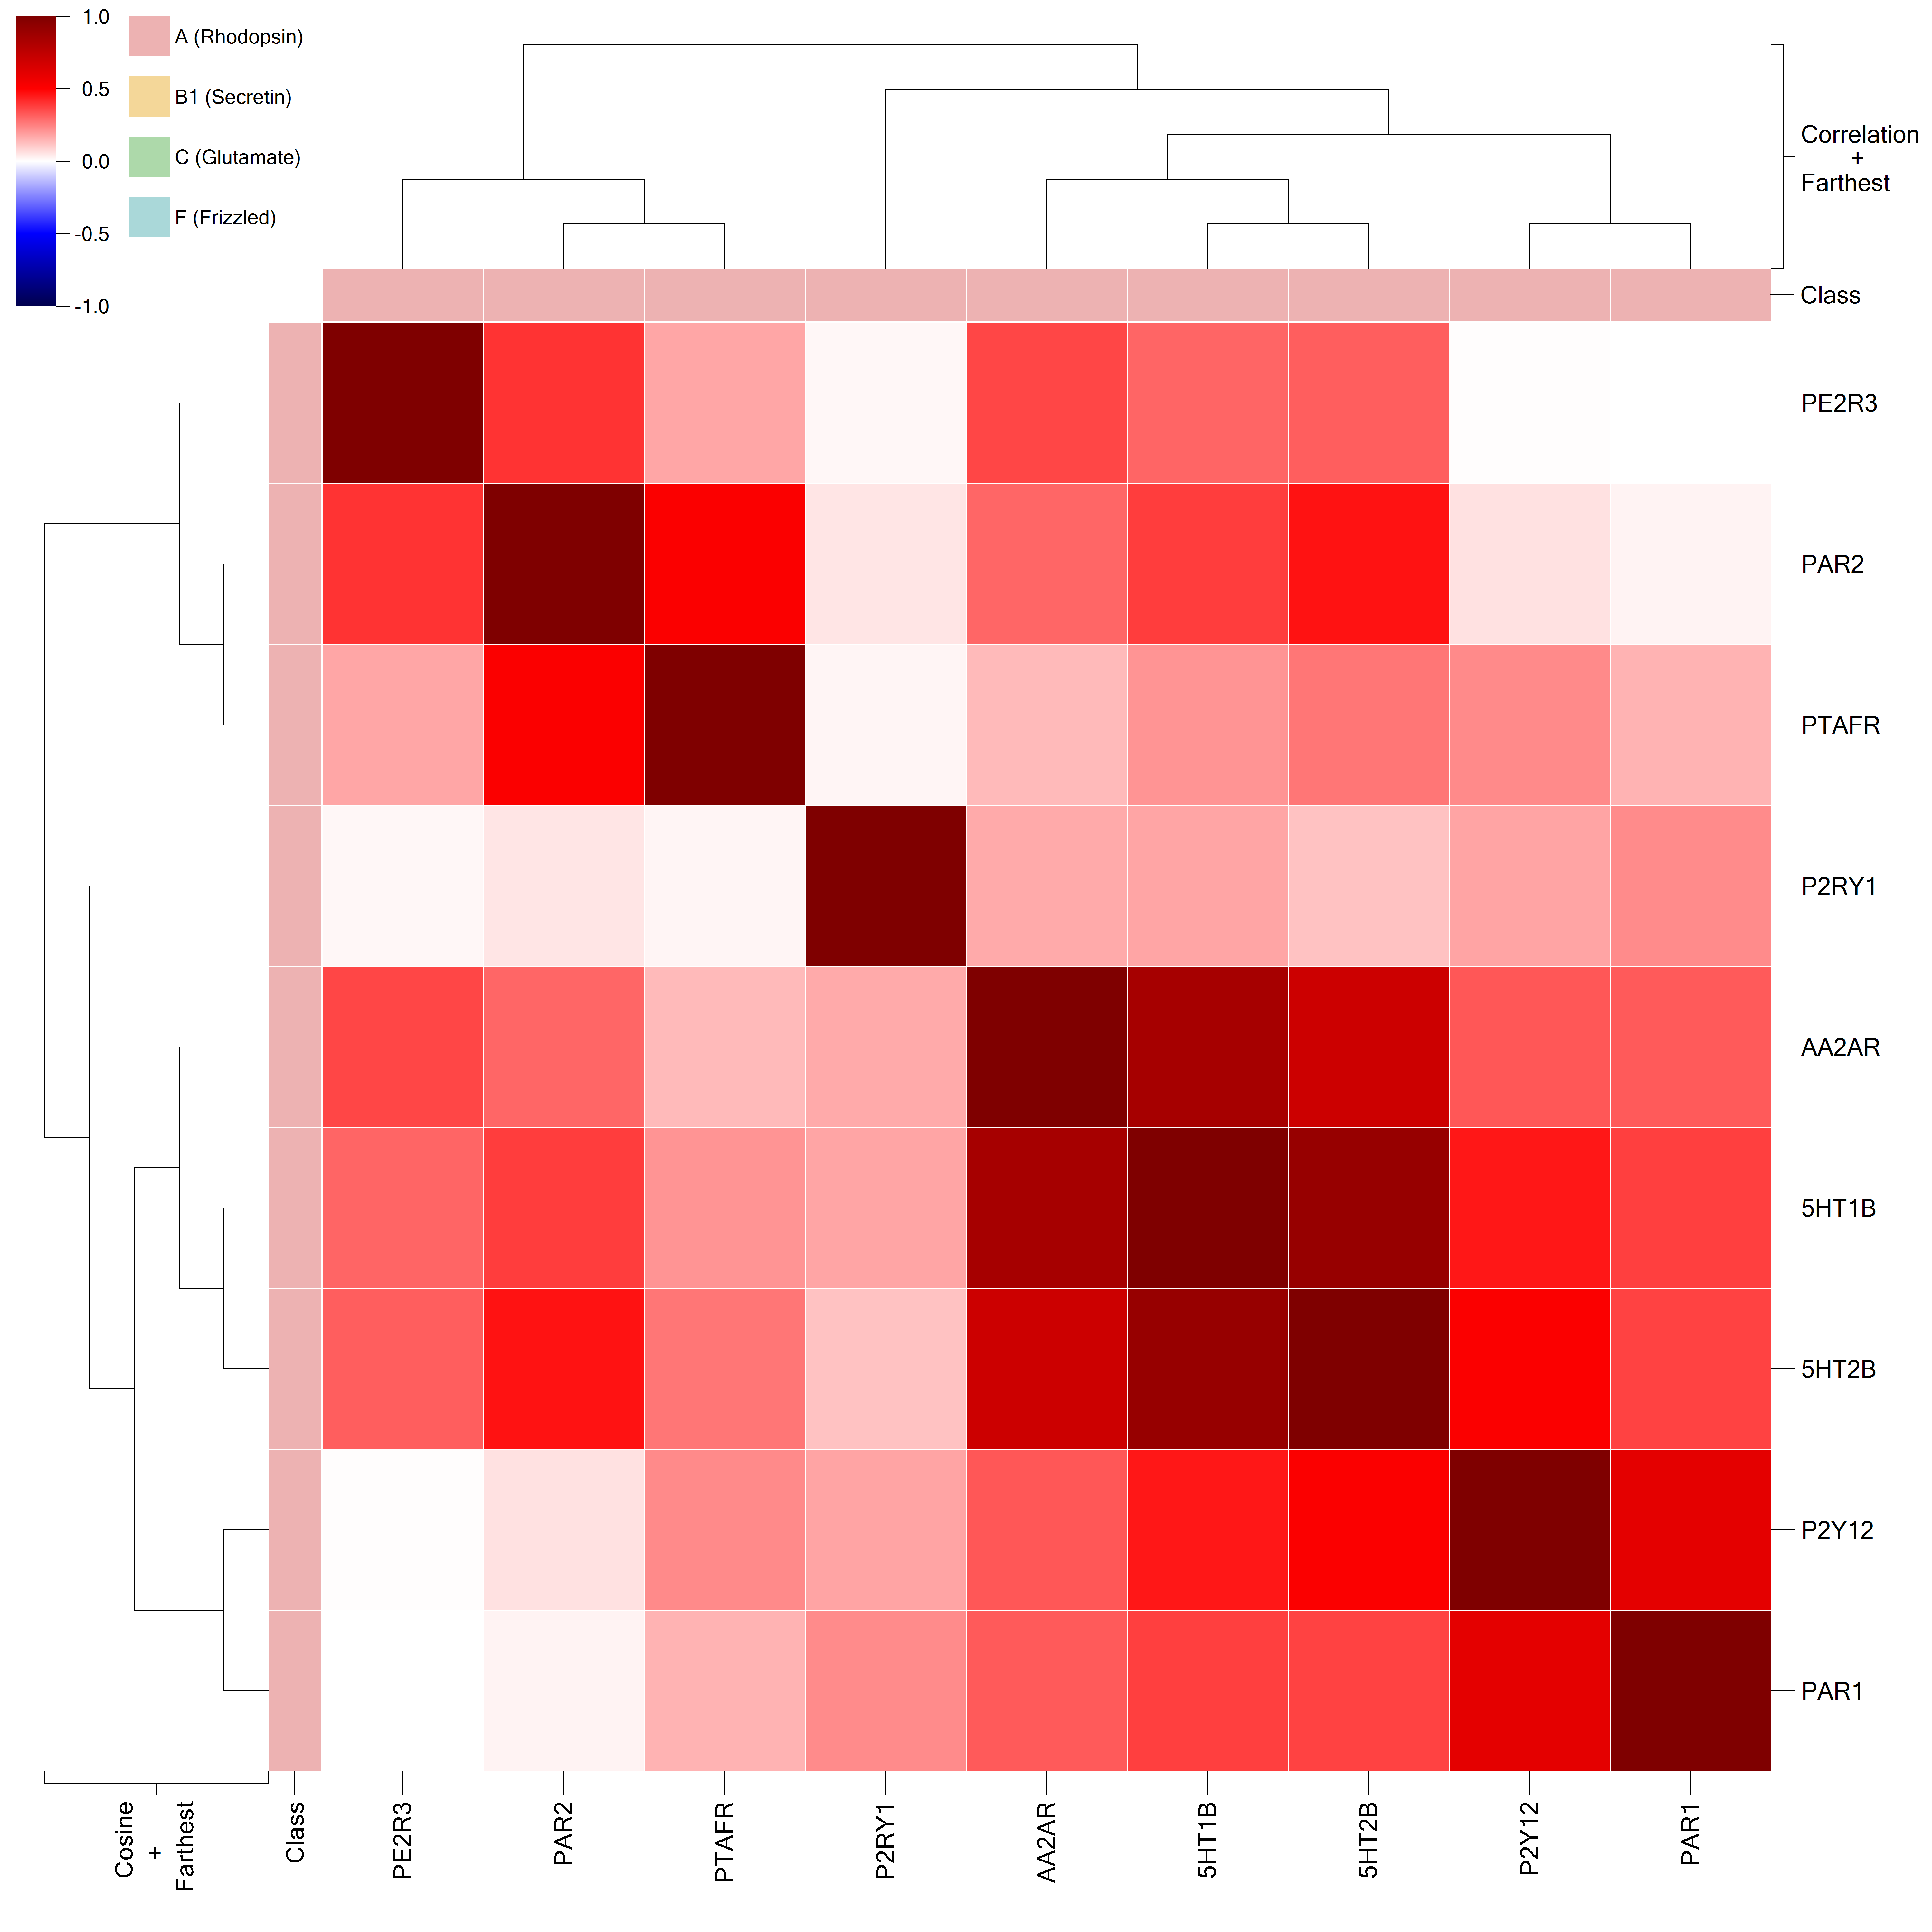 1.0
0.5
0.0
-0.5
-1.0
A (Rhodopsin)
B1 (Secretin)
C (Glutamate)
F (Frizzled)
Correlation
+
Farthest
Class
PE2R3
PAR2
PTAFR
P2RY1
AA2AR
5HT1B
5HT2B
P2Y12
PAR1
Cosine
+
Farthest
Class
PE2R3
PAR2
PTAFR
P2RY1
AA2AR
5HT1B
5HT2B
P2Y12
PAR1